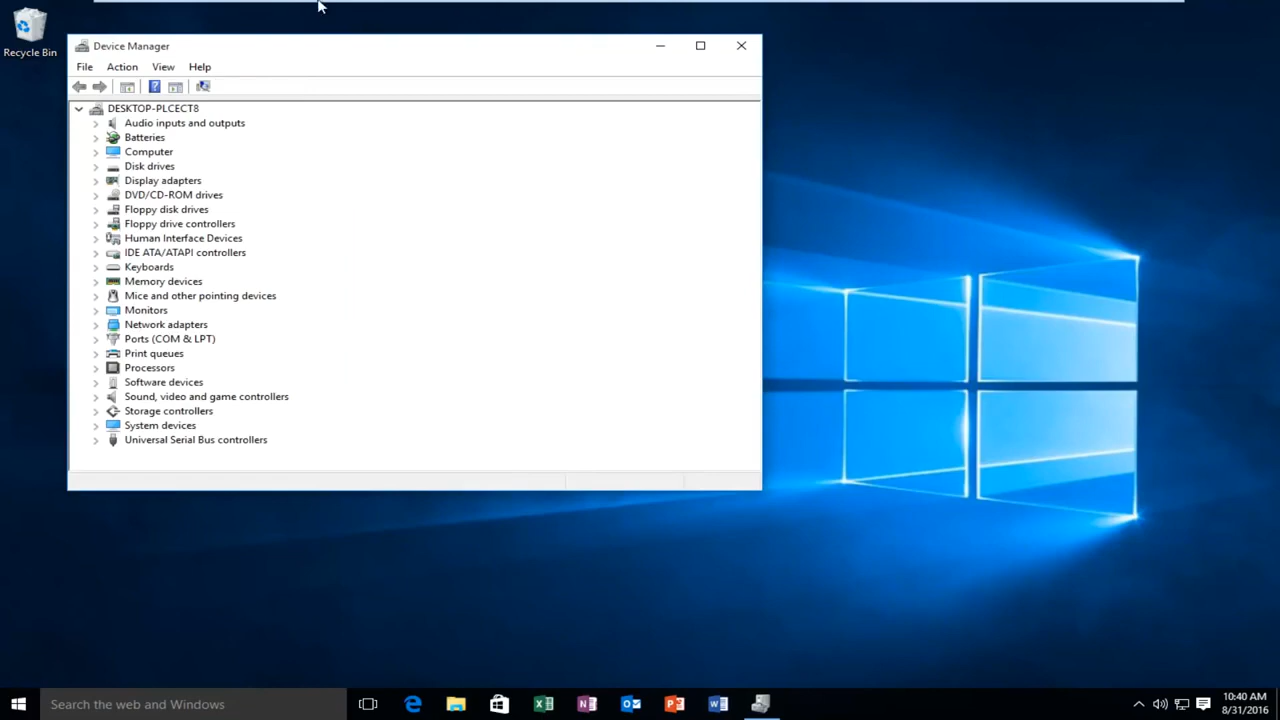 Recycle Bin
Device Manager
File Action View Help
DESKTOP-PLCECT8
Audio inputs and outputs
Batteries
Computer
Disk drives
Display adapters
DVD/CD-ROM drives
Floppy disk drives
Floppy drive controllers
Human Interface Devices
IDE ATA/ATAPI controllers
Keyboards
Memory devices
Mice and other pointing devices
Monitors
Network adapters
Ports (COM & LPT)
Print queues
Processors
Software devices
Sound, video and game controllers
Storage controllers
System devices
Universal Serial Bus controllers
Search the web and Windows
10:40 AM
8/31/2016